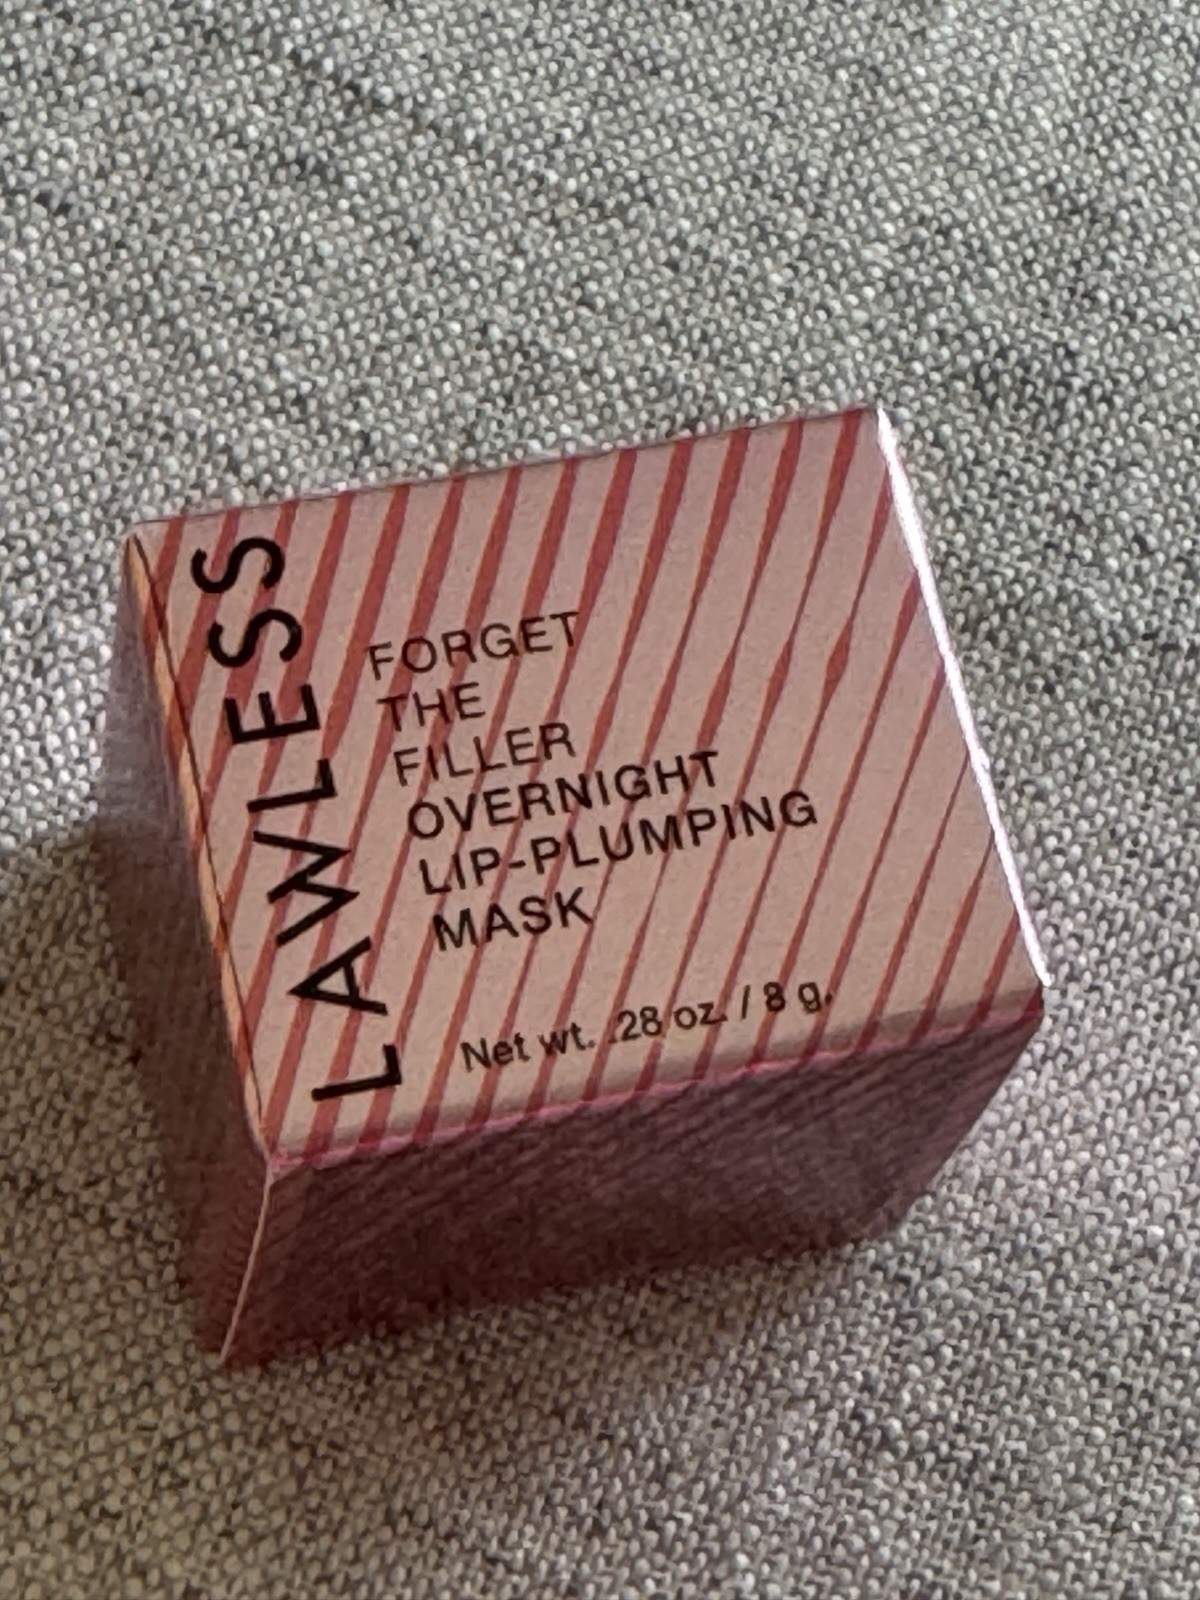 LAWLESS
FORGET
THE
FILLER
OVERNIGHT
LIP-PLUMPING
MASK
Net wt. .28 oz. / 8 g.